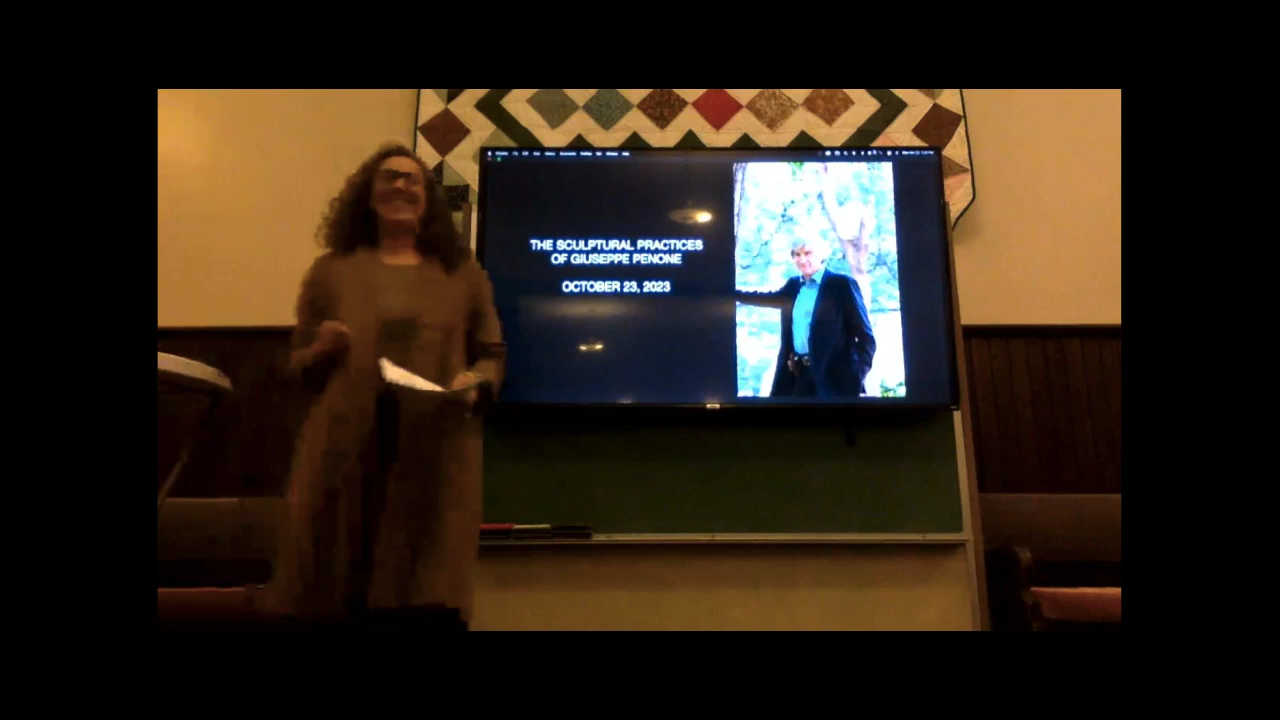 THE SCULPTURAL PRACTICES
OF GIUSEPPE PENONE
OCTOBER 23, 2023